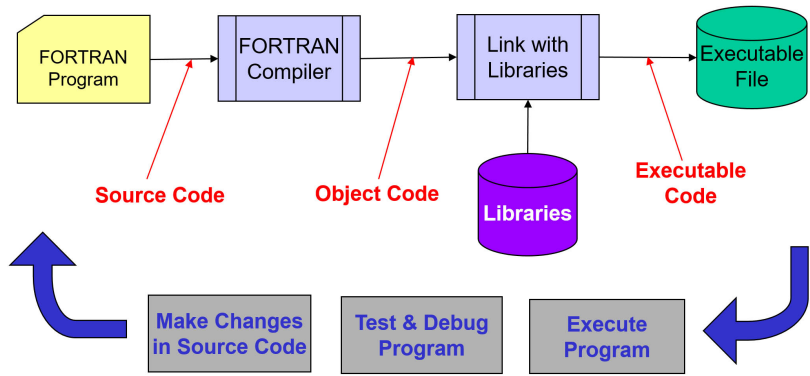 FORTRAN
Program
FORTRAN
Compiler
Link with
Libraries
Executable
File
Source Code
Object Code
Libraries
Executable
Code
Make Changes
in Source Code
Test & Debug
Program
Execute
Program